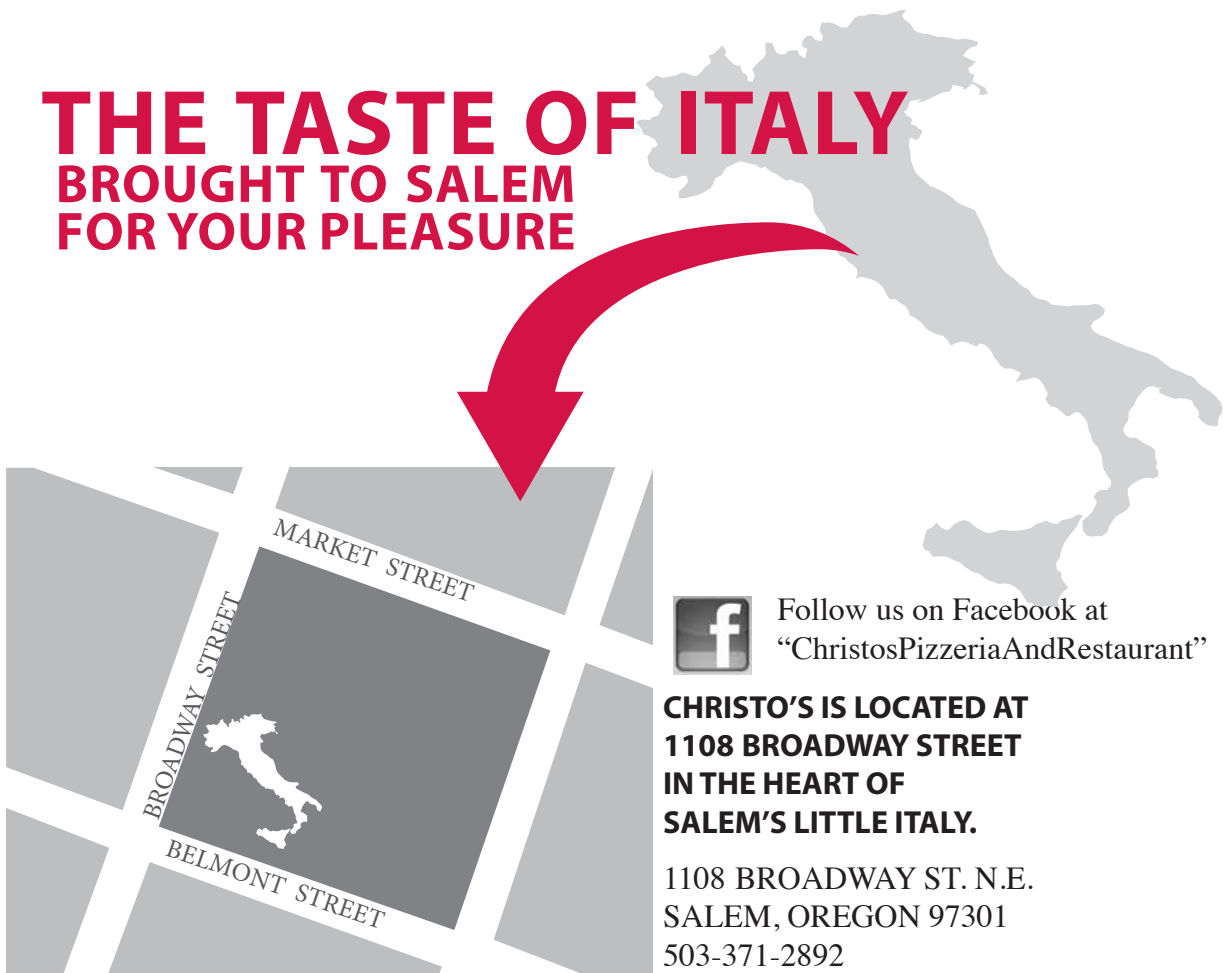 THE TASTE OF ITALY
BROUGHT TO SALEM
FOR YOUR PLEASURE
MARKET STREET
BROADWAY STREET
BELMONT STREET
f
Follow us on Facebook at
“ChristosPizzeriaAndRestaurant”
CHRISTO’S IS LOCATED AT
1108 BROADWAY STREET
IN THE HEART OF
SALEM’S LITTLE ITALY.
1108 BROADWAY ST. N.E.
SALEM, OREGON 97301
503-371-2892